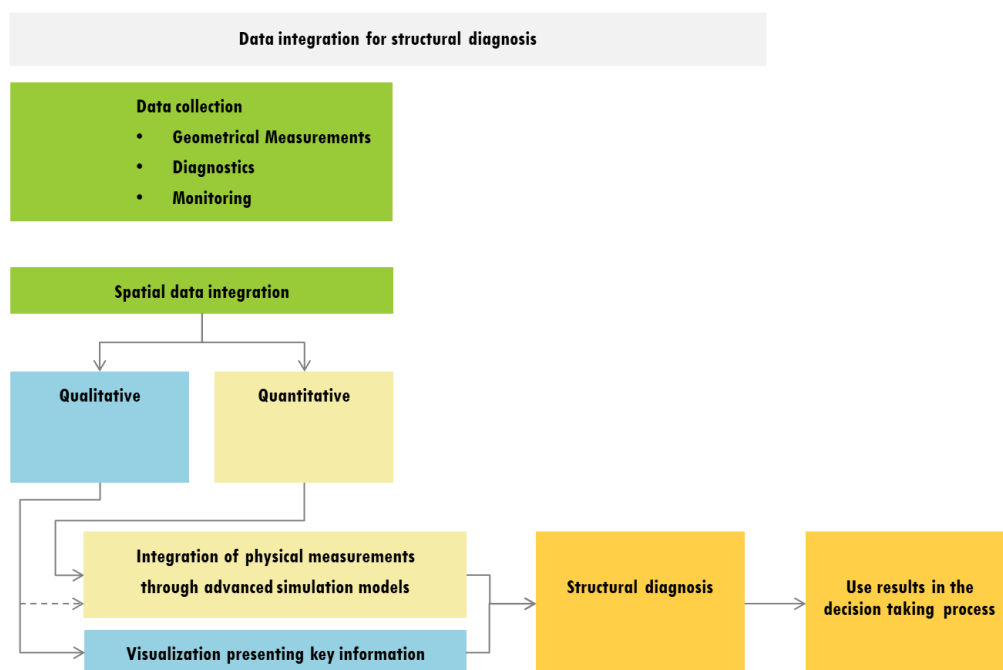 Data integration for structural diagnosis
Data collection
• Geometrical Measurements
• Diagnostics
• Monitoring
Spatial data integration
Qualitative
Quantitative
Integration of physical measurements
through advanced simulation models
Visualization presenting key information
Structural diagnosis
Use results in the
decision taking process